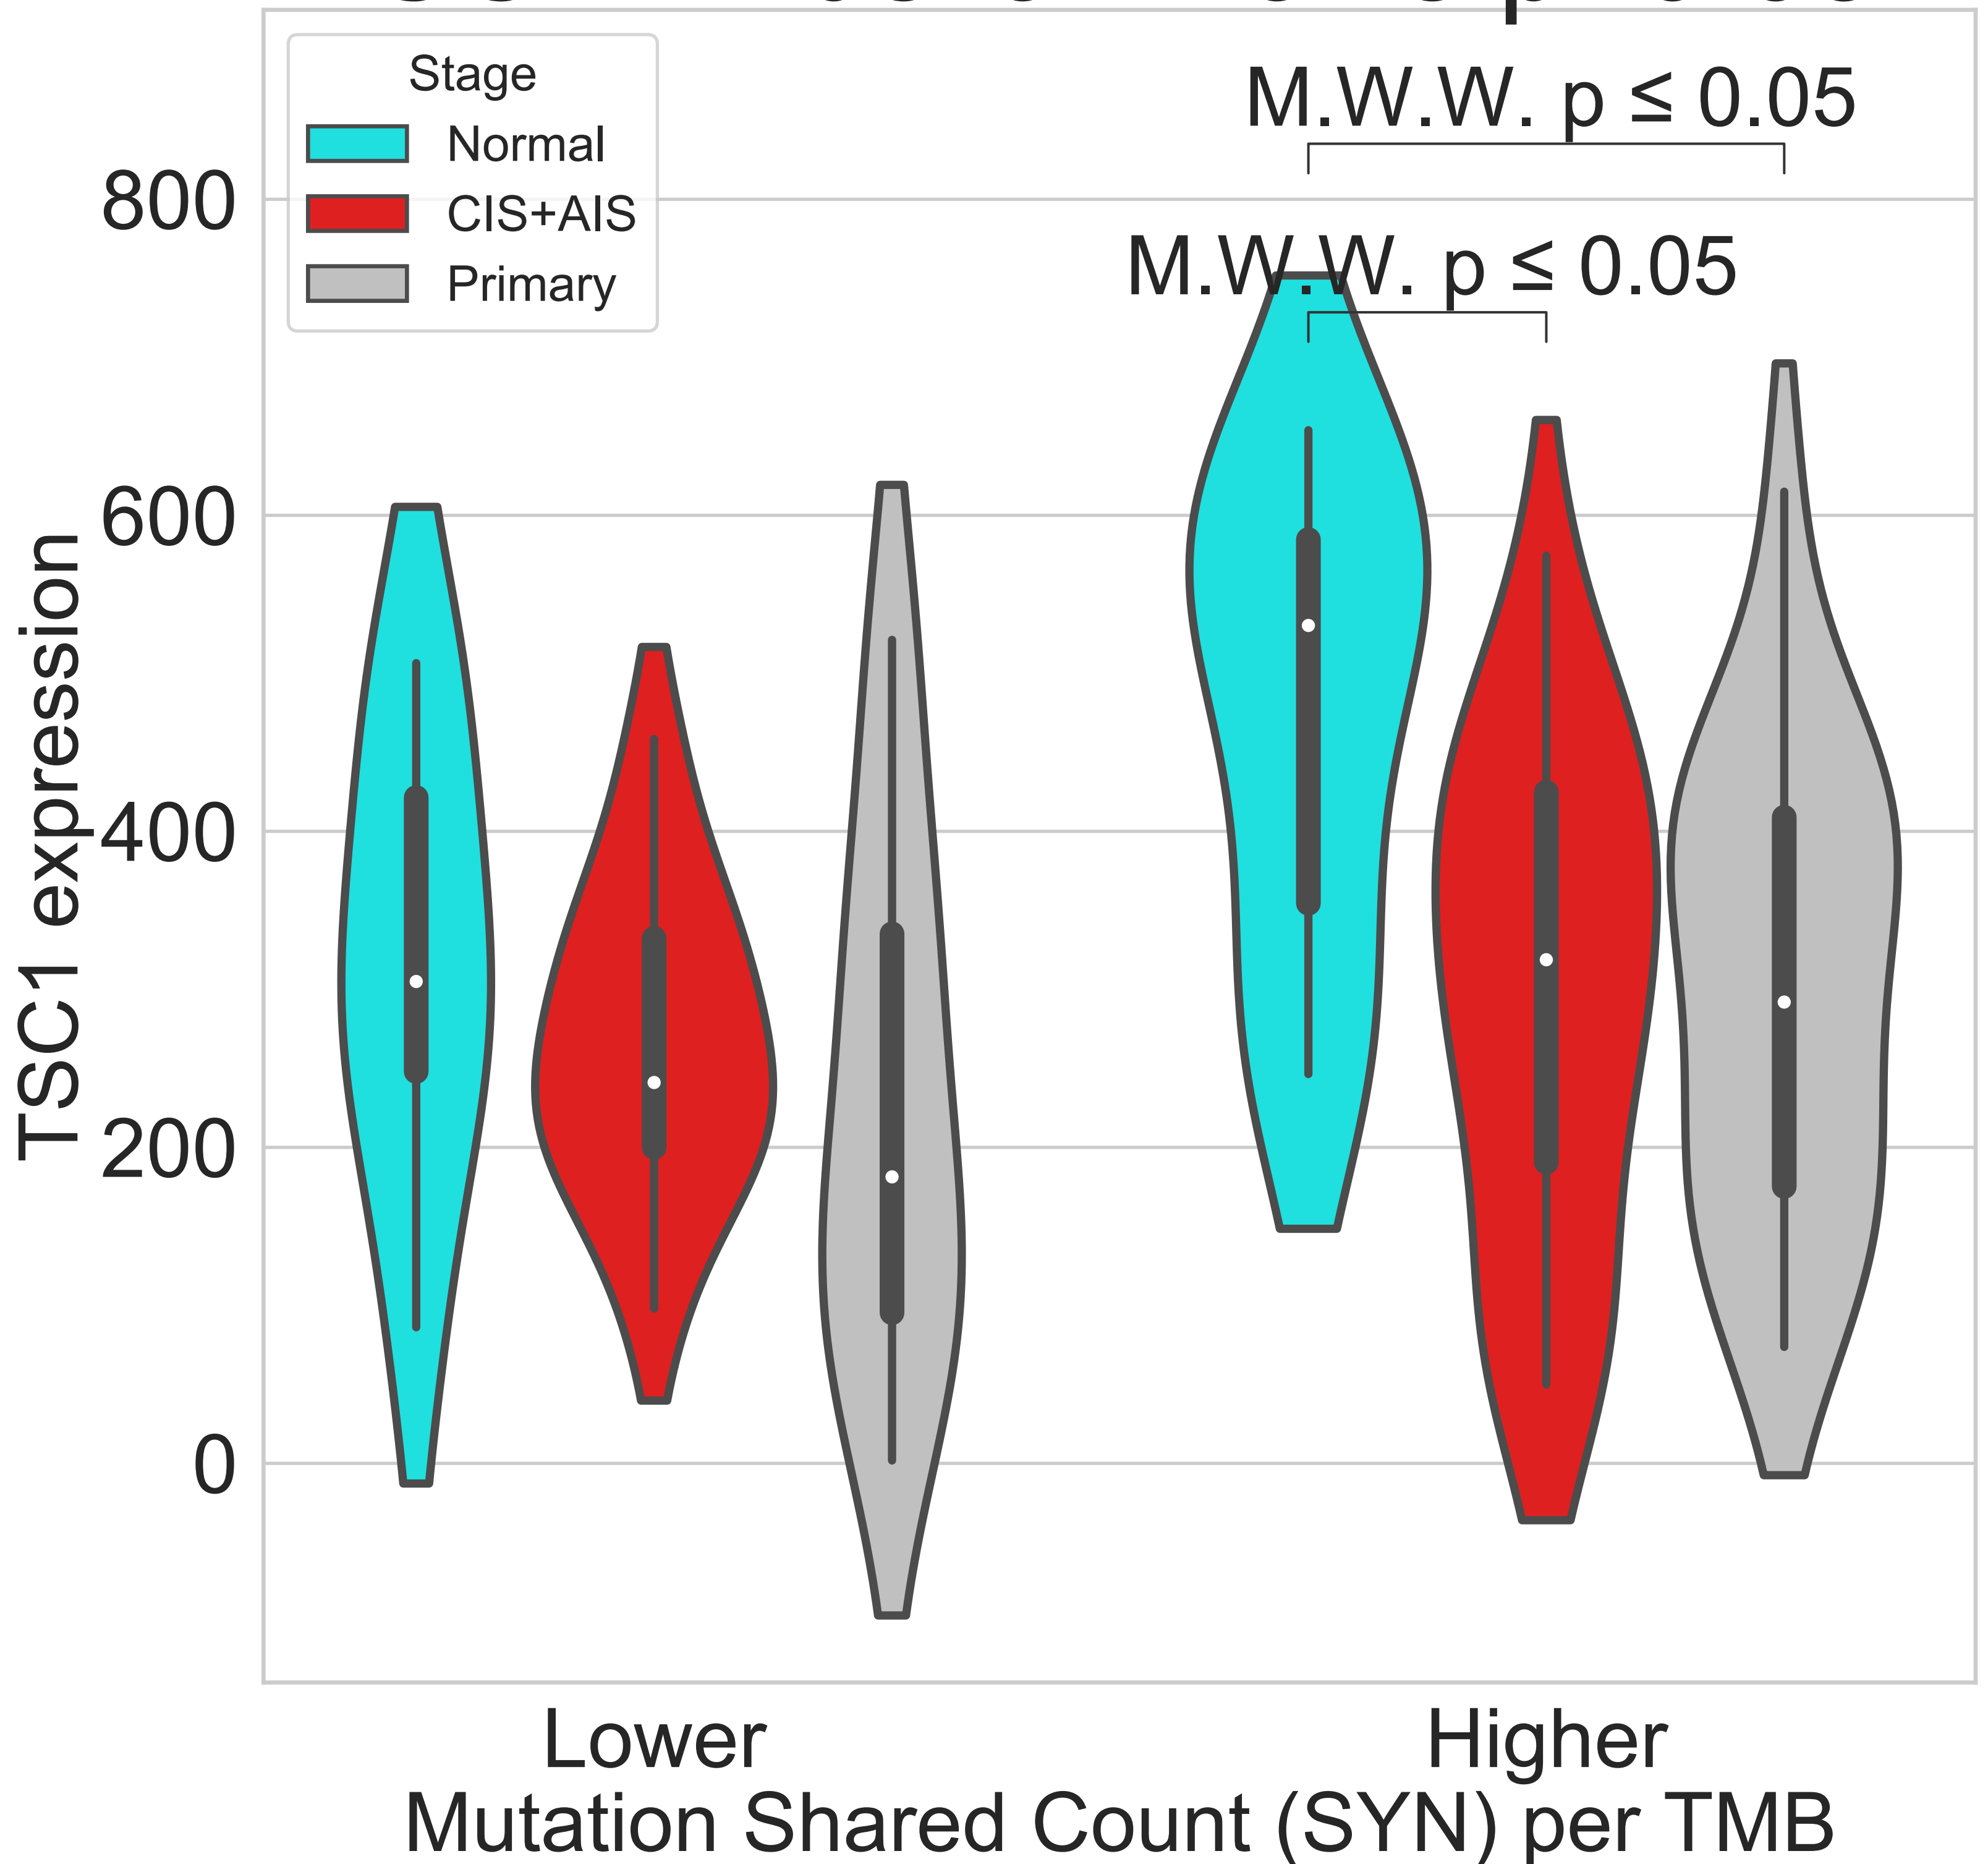 Stage
Normal
CIS+AIS
Primary
M.W.W. p ≤ 0.05
M.W.W. p ≤ 0.05
800
600
400
200
0
TSC1 expression
Lower
Higher
Mutation Shared Count (SYN) per TMB